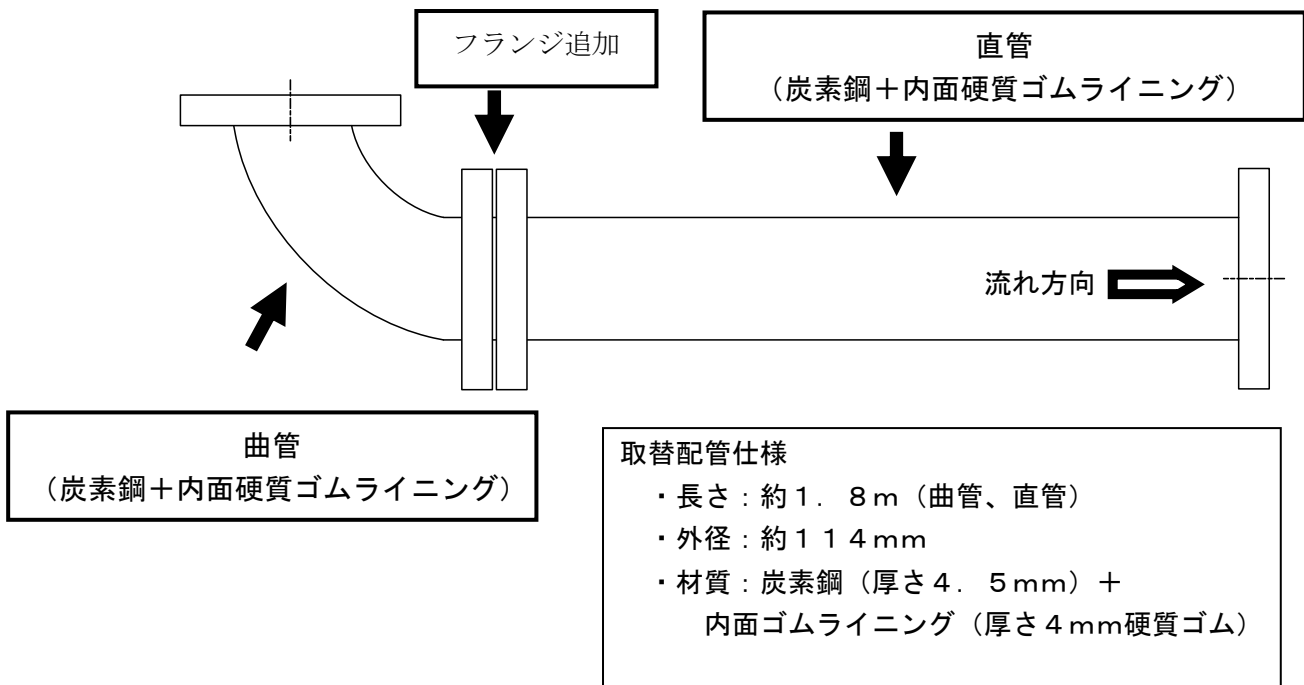 フランジ追加
直管
（炭素鋼＋内面硬質ゴムライニング）
流れ方向
曲管
（炭素鋼＋内面硬質ゴムライニング）
取替配管仕様
・長さ：約１．８ｍ（曲管、直管）
・外径：約１１４ｍｍ
・材質：炭素鋼（厚さ４．５ｍｍ）＋
内面ゴムライニング（厚さ４ｍｍ硬質ゴム）